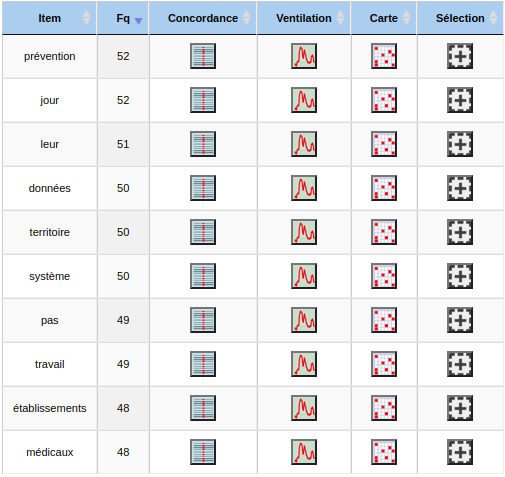 Item Fq Concordance Ventilation Carte Sélection
prévention 52
jour 52
leur 51
données 50
territoire 50
système 50
pas 49
travail 49
établissements 48
médicaux 48